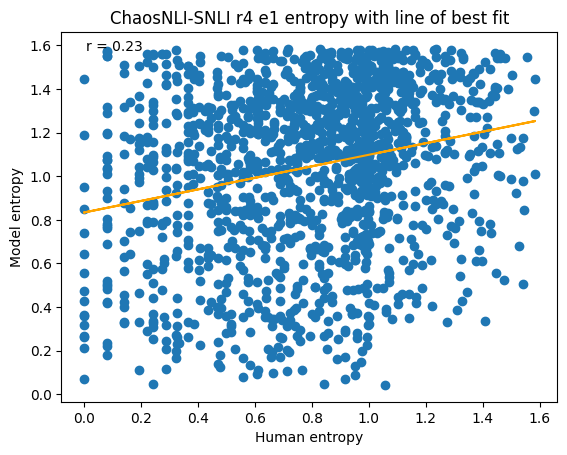 ChaosNLI-SNLI r4 e1 entropy with line of best fit
r = 0.23
Model entropy
1.6
1.4
1.2
1.0
0.8
0.6
0.4
0.2
0.0
0.0 0.2 0.4 0.6 0.8 1.0 1.2 1.4 1.6
Human entropy